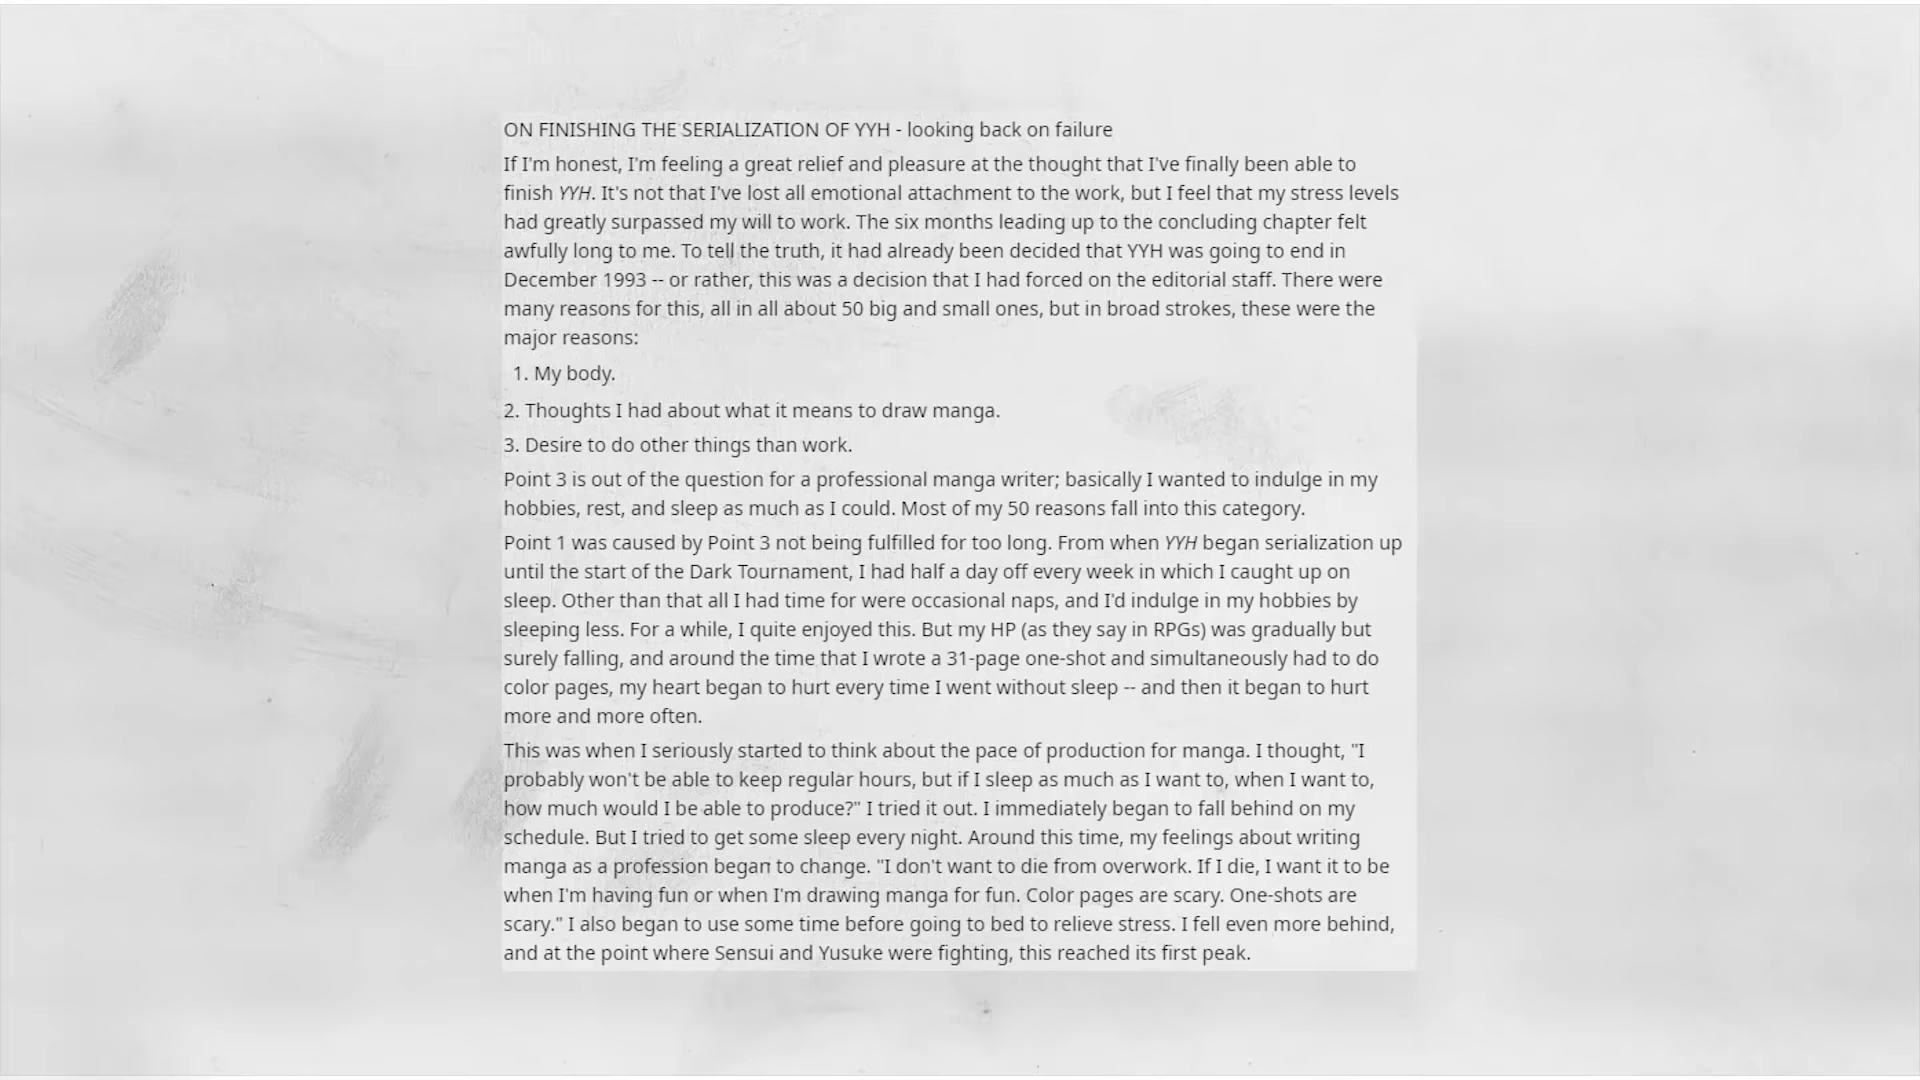 ON FINISHING THE SERIALIZATION OF YYH - looking back on failure
If I'm honest, I'm feeling a great relief and pleasure at the thought that I've finally been able to
finish YYH. It's not that I've lost all emotional attachment to the work, but I feel that my stress levels
had greatly surpassed my will to work. The six months leading up to the concluding chapter felt
awfully long to me. To tell the truth, it had already been decided that YYH was going to end in
December 1993 -- or rather, this was a decision that I had forced on the editorial staff. There were
many reasons for this, all in all about 50 big and small ones, but in broad strokes, these were the
major reasons:
1. My body.
2. Thoughts I had about what it means to draw manga.
3. Desire to do other things than work.
Point 3 is out of the question for a professional manga writer; basically I wanted to indulge in my
hobbies, rest, and sleep as much as I could. Most of my 50 reasons fall into this category.
Point 1 was caused by Point 3 not being fulfilled for too long. From when YYH began serialization up
until the start of the Dark Tournament, I had half a day off every week in which I caught up on
sleep. Other than that all I had time for were occasional naps, and I'd indulge in my hobbies by
sleeping less. For a while, I quite enjoyed this. But my HP (as they say in RPGs) was gradually but
surely falling, and around the time that I wrote a 31-page one-shot and simultaneously had to do
color pages, my heart began to hurt every time I went without sleep -- and then it began to hurt
more and more often.
This was when I seriously started to think about the pace of production for manga. I thought, "I
probably won't be able to keep regular hours, but if I sleep as much as I want to, when I want to,
how much would I be able to produce?" I tried it out. I immediately began to fall behind on my
schedule. But I tried to get some sleep every night. Around this time, my feelings about writing
manga as a profession began to change. "I don't want to die from overwork. If I die, I want it to be
when I'm having fun or when I'm drawing manga for fun. Color pages are scary. One-shots are
scary." I also began to use some time before going to bed to relieve stress. I fell even more behind,
and at the point where Sensui and Yusuke were fighting, this reached its first peak.